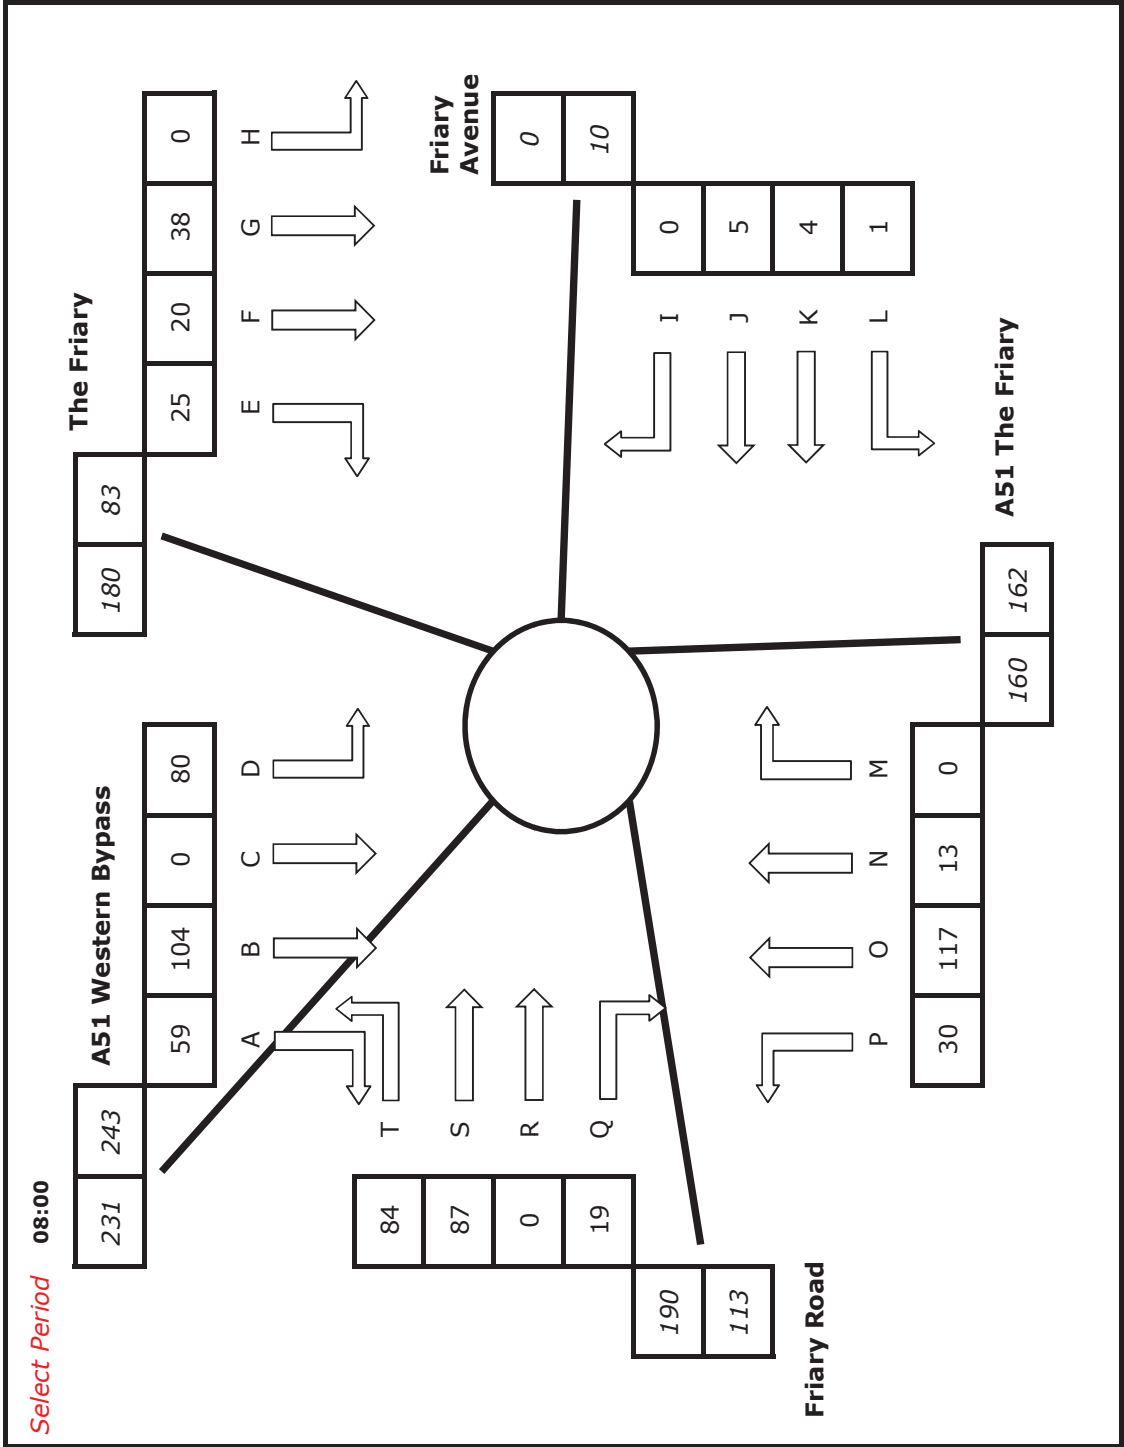 Select Period 08:00
The Friary
A51 Western Bypass
231 243 180 83
59 104 0 80 25 20 38 0
A B C D E F G H
84 T
Friary
87 S
Avenue
0 R 0
19 Q 10
190 I 0
113 J 5
Friary Road K 4
P O N M L 1
30 117 13 0
A51 The Friary
160 162